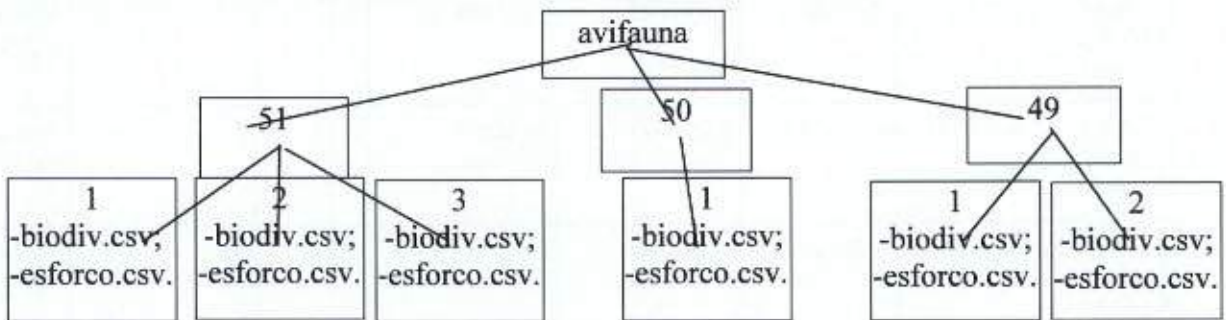 avifauna
51
50
49
1
-biodiv.csv;
-esforco.csv.
2
-biodiv.csv;
-esforco.csv.
3
-biodiv.csv;
-esforco.csv.
1
-biodiv.csv;
-esforco.csv.
1
-biodiv.csv;
-esforco.csv.
2
-biodiv.csv;
-esforco.csv.